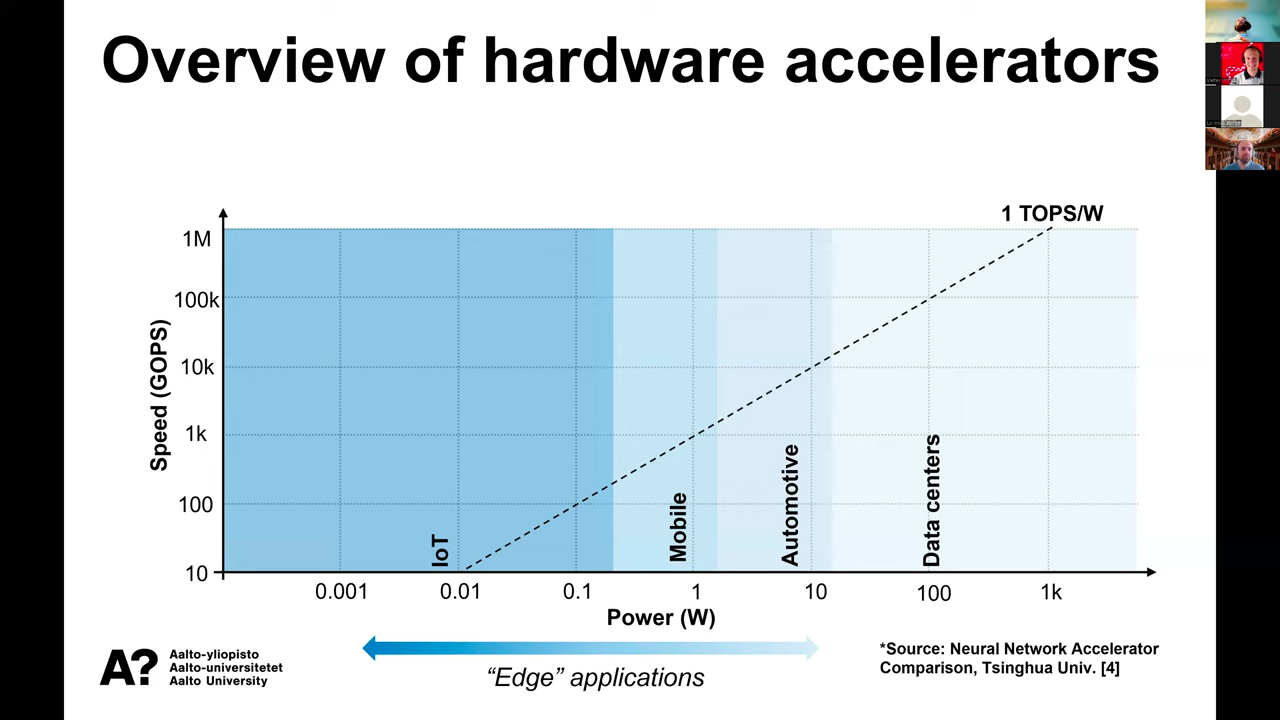 Overview of hardware accelerators
1 TOPS/W
1M
100k
10k
1k
100
10
Speed (GOPS)
IoT
Mobile
Automotive
Data centers
0.001
0.01
0.1
1
10
100
1k
Power (W)
“Edge” applications
A?
Aalto-yliopisto
Aalto-universitetet
Aalto University
*Source: Neural Network Accelerator
Comparison, Tsinghua Univ. [4]